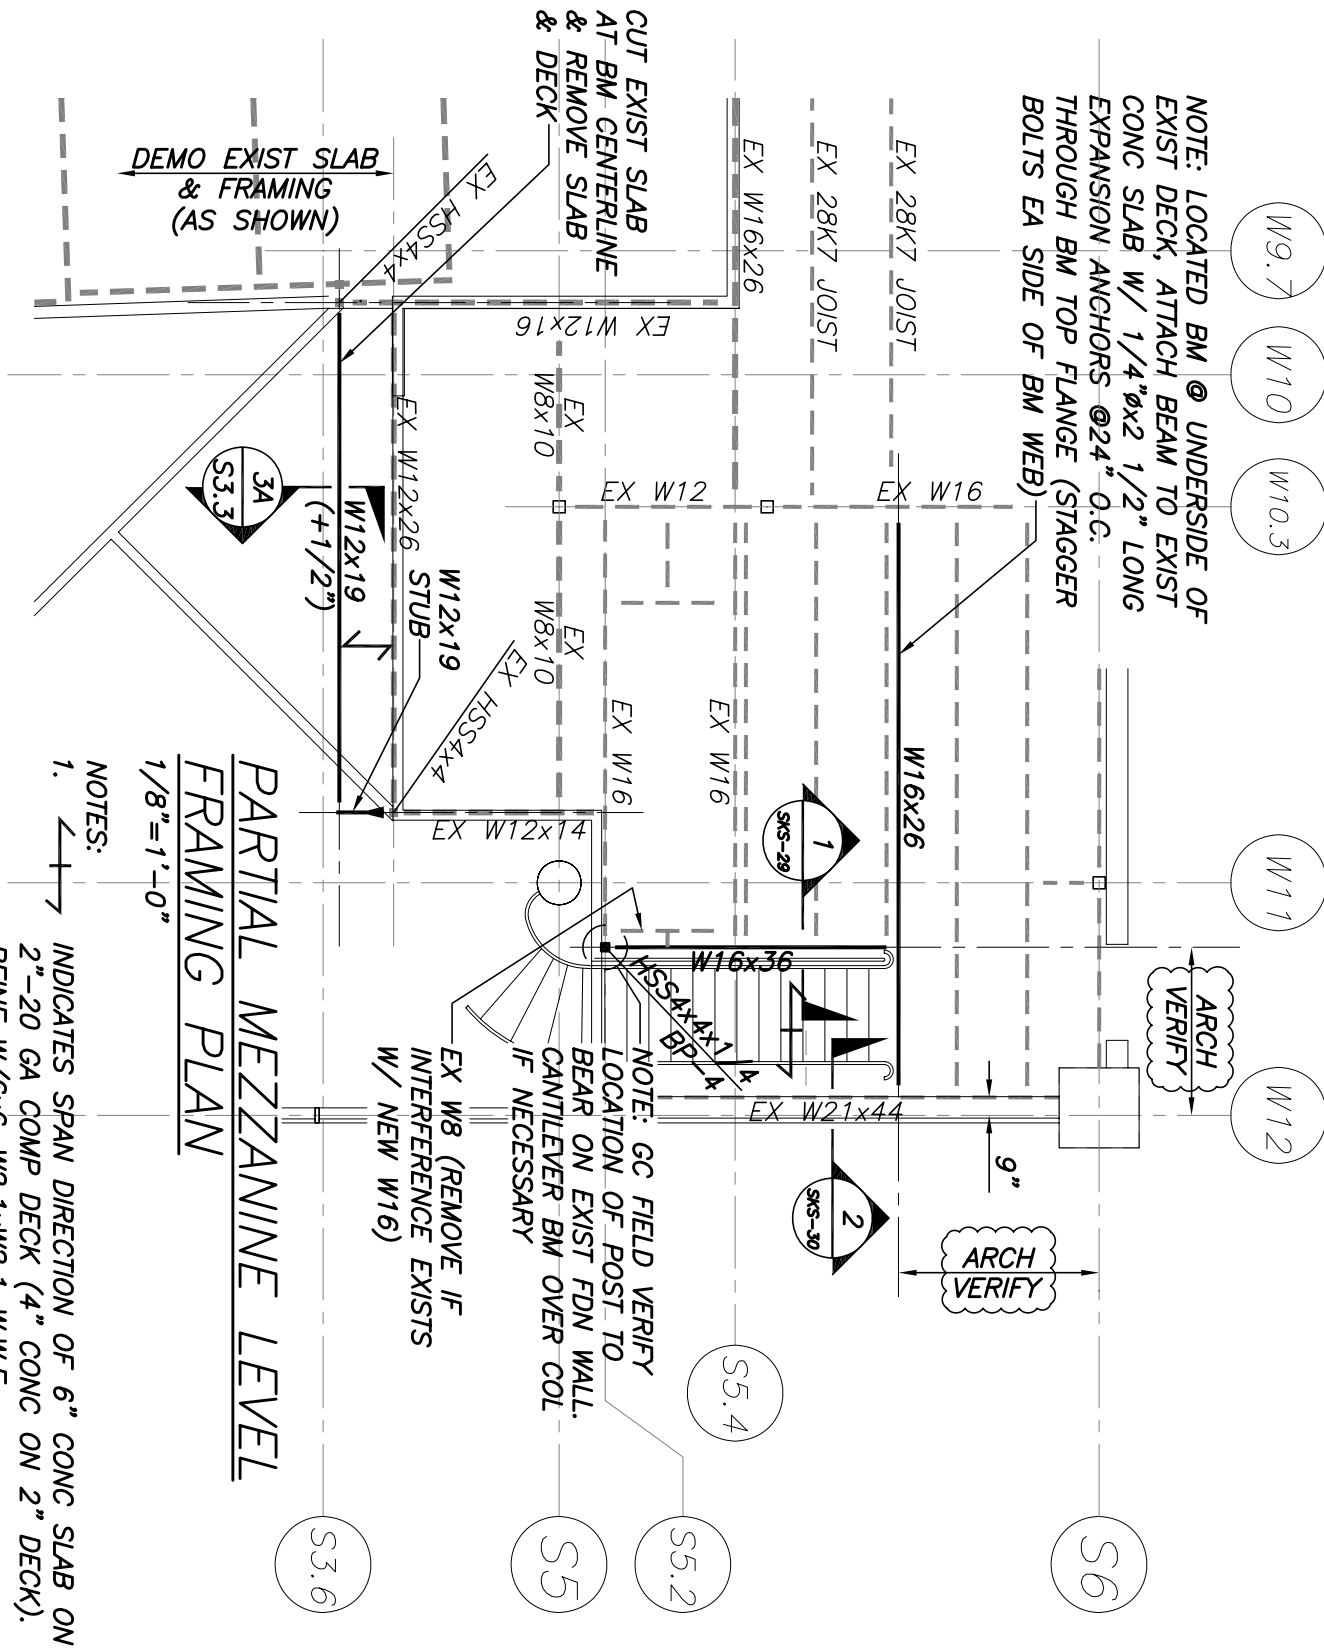 NOTE: LOCATED BM @ UNDERSIDE OF
EXIST DECK, ATTACH BEAM TO EXIST
CONC SLAB W/ 1/4"øx2 1/2" LONG
EXPANSION ANCHORS @24" O.C.
THROUGH BM TOP FLANGE (STAGGER
BOLTS EA SIDE OF BM WEB)
W9.7
W10
W10.3
W11
W12
CUT EXIST SLAB
AT BM CENTERLINE
& REMOVE SLAB
& DECK
DEMO EXIST SLAB
& FRAMING
(AS SHOWN)
EX HSS4x4
EX W16x26
EX 28K7 JOIST
EX 28K7 JOIST
EX W12x16
EX
W8x10
EX W12
EX W16
EX W12x26
3A
S3.3
W12x19
(+1/2")
W12x19
STUB
EX
W8x10
EX HSS4x4
EX W16
EX W16
W16x26
1
SKS-29
EX W12x14
W16x36
HSS4x4x1/4
BP-4
ARCH
VERIFY
EX W21x44
9"
2
SKS-30
ARCH
VERIFY
NOTE: GC FIELD VERIFY
LOCATION OF POST TO
BEAR ON EXIST FDN WALL.
CANTLEVER BM OVER COL
IF NECESSARY
EX W8 (REMOVE IF
INTERFERENCE EXISTS
W/ NEW W16)
S6
S5.4
S5.2
S5
S3.6
PARTIAL MEZZANINE LEVEL
FRAMING PLAN
1/8"=1'-0"
NOTES:
1. INDICATES SPAN DIRECTION OF 6" CONC SLAB ON
2"-20 GA COMP DECK (4" CONC ON 2" DECK).